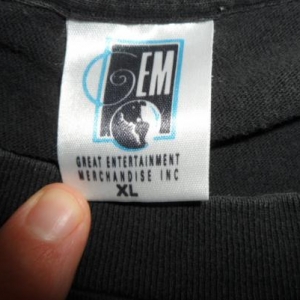 GEM
GREAT ENTERTAINMENT
MERCHANDISE INC
XL